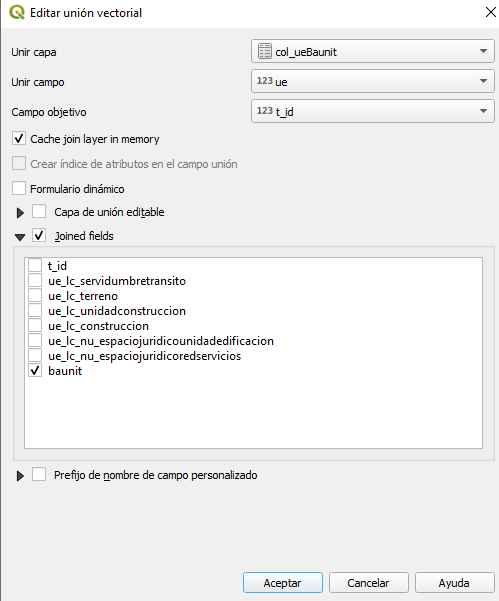 Editar unión vectorial
Unir capa
col_ueBaunit
Unir campo
123 ue
Campo objetivo
123 t_id
Cache join layer in memory
Crear índice de atributos en el campo unión
Formulario dinámico
Capa de unión editable
Joined fields
t_id
ue_lc_servidumbretransito
ue_lc_terreno
ue_lc_unidadconstruccion
ue_lc_construccion
ue_lc_nu_espaciojuridicounidadedificacion
ue_lc_nu_espaciojuridicoredservicios
baunit
Prefijo de nombre de campo personalizado
Aceptar
Cancelar
Ayuda